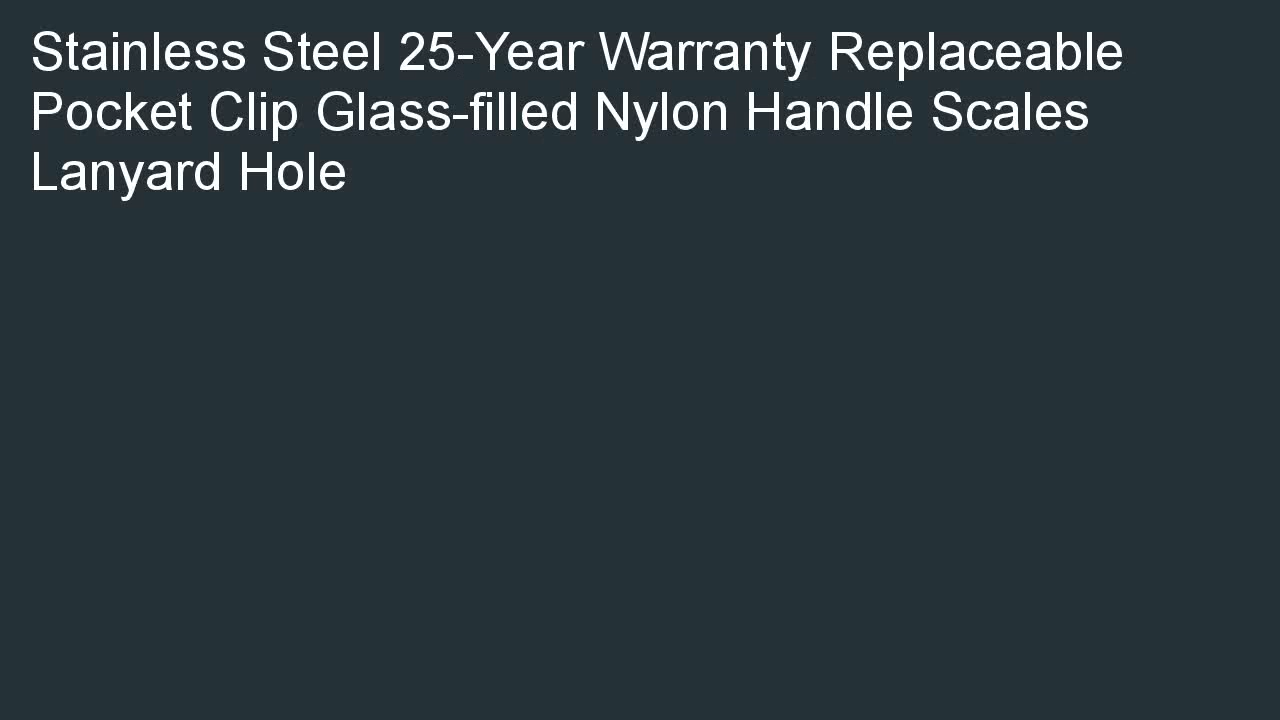 Stainless Steel 25-Year Warranty Replaceable
Pocket Clip Glass-filled Nylon Handle Scales
Lanyard Hole